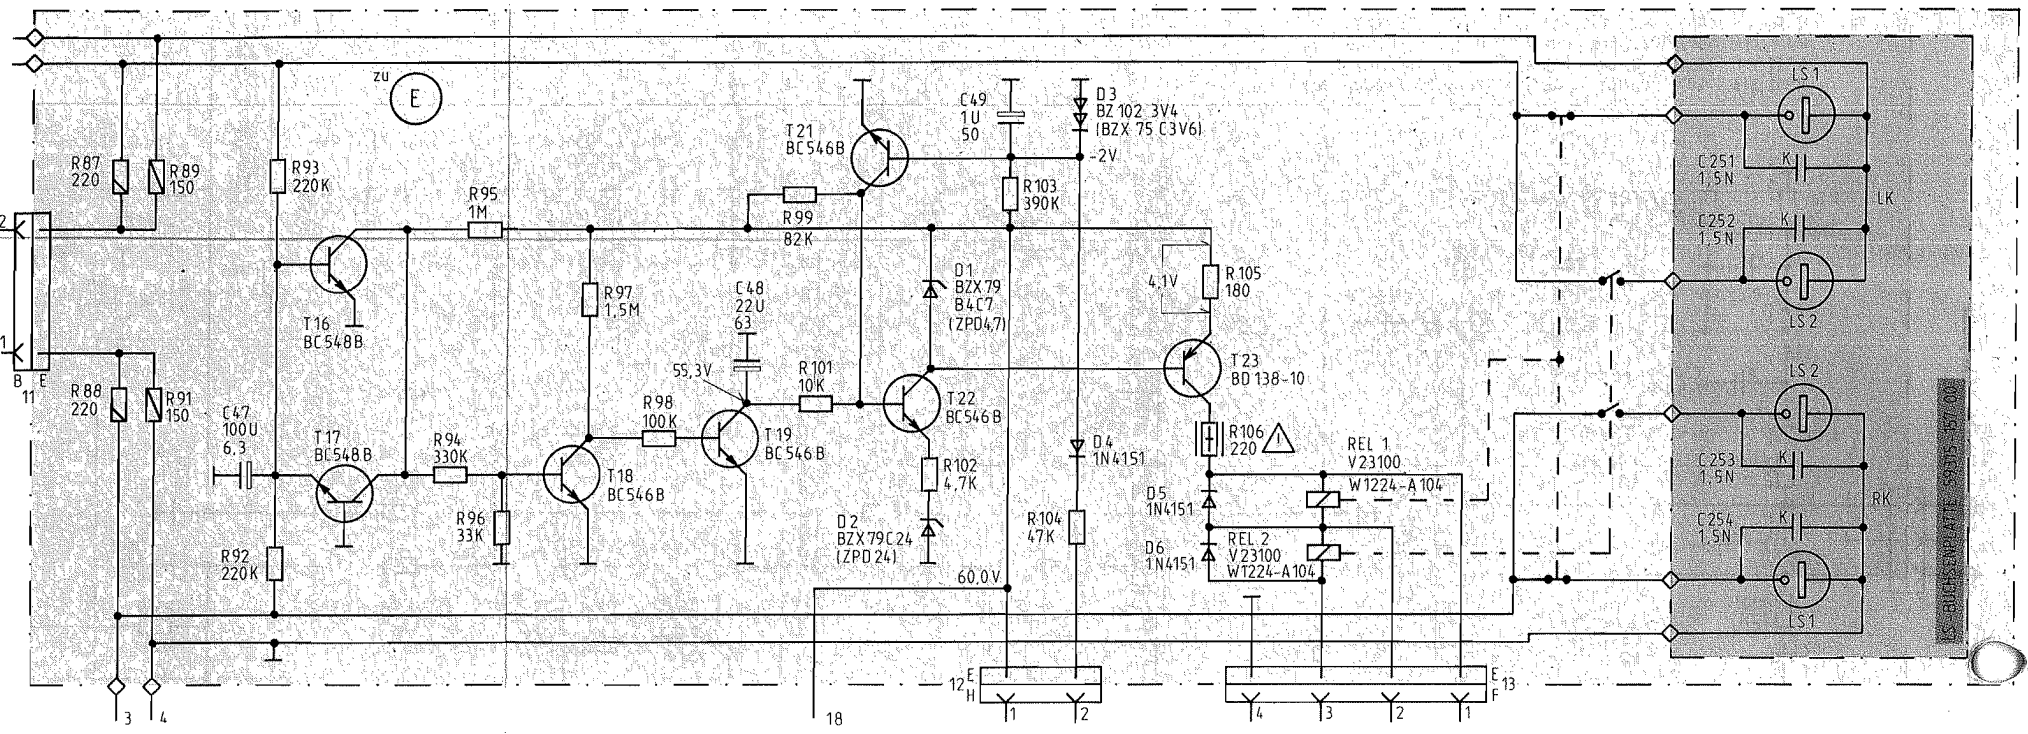 zu
E
R87
220
R89
150
R93
220K
R95
1M
T21
BC546B
C49
1U
50
D3
BZ 102 3V4
(BZX 75 C3V6)
-2V
R99
82K
R103
390K
2
1
B E
11
T16
BC548B
R97
1,5M
C48
22U
63
D1
BZX79
B4C7
(ZPD4,7)
4,1V
R105
180
T23
BD 138-10
R88
220
R91
150
C47
100U
6,3
T17
BC548B
R94
330K
R96
33K
R92
220K
T18
BC546B
R98
100K
55,3V
T19
BC546B
R101
10K
T22
BC546B
R102
4,7K
D2
BZX79C24
(ZPD 24)
60,0V
D4
1N4151
R104
47K
R106
220
!
REL 1
V23100
W1224-A104
D5
1N4151
D6
1N4151
REL 2
V23100
W1224-A104
LS1
C251
1,5N
K
LK
C252
1,5N
K
LS2
LS2
C253
1,5N
K
RK
C254
1,5N
K
LS1
3
4
18
12
E
H
1
2
E
F
13
4
3
2
1